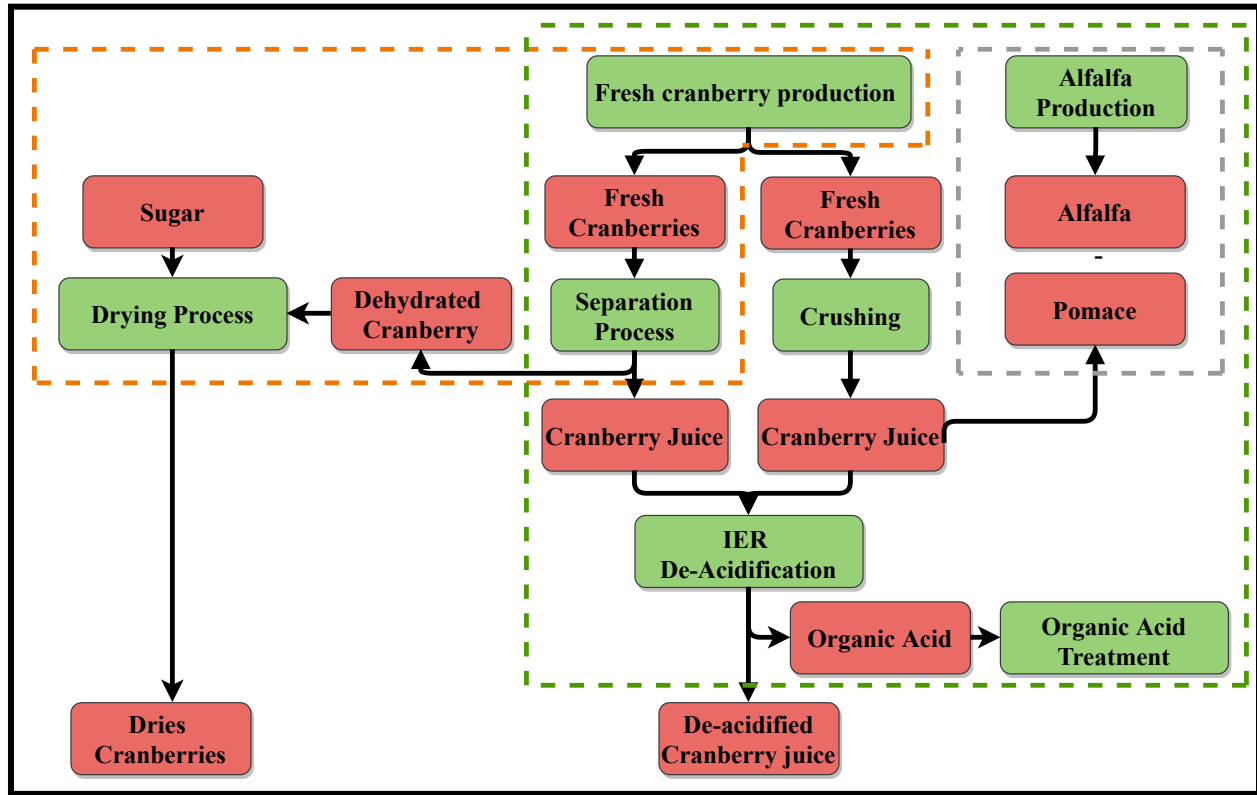 Fresh cranberry production
Alfalfa
Production
Sugar
Fresh
Cranberries
Fresh
Cranberries
Alfalfa
-
Drying Process
Dehydrated
Cranberry
Separation
Process
Crushing
Pomace
Cranberry Juice
Cranberry Juice
IER
De-Acidification
Organic Acid
Organic Acid
Treatment
Dries
Cranberries
De-acidified
Cranberry juice